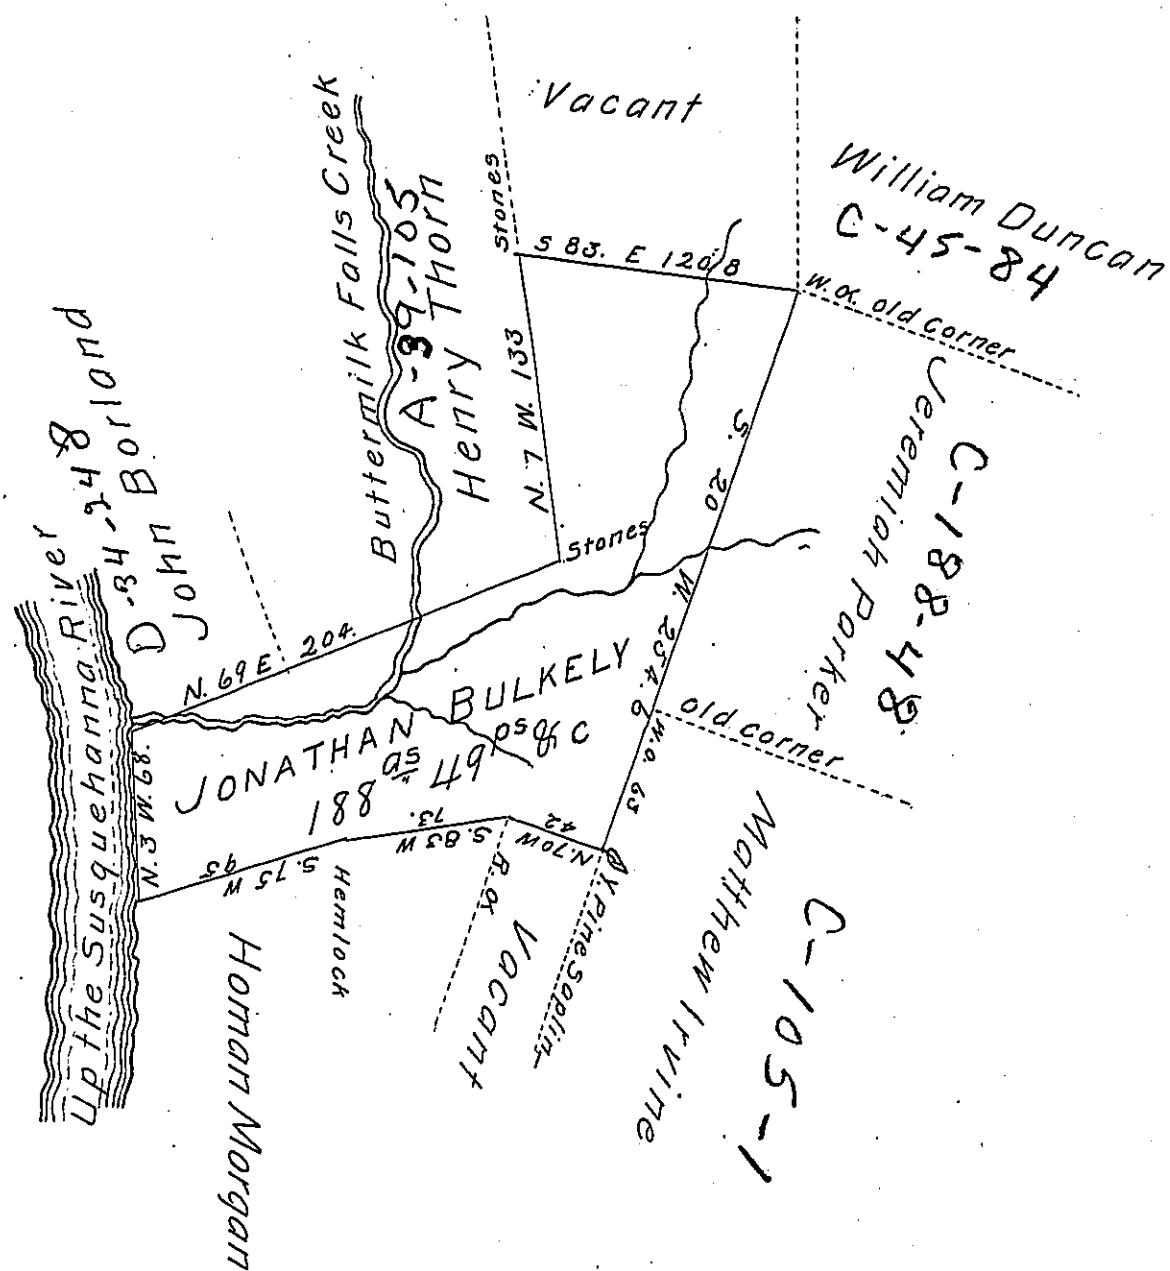 Vacant
William Duncan
C-45-84
Buttermilk Falls Creek
A-39-105
Henry Thorn
Stones
S 83. E 120.8
W. o. old Corner
N. 7 W. 133
Stones
Jeremiah Parker
C-188-48
S. 20 W. 254.6
old corner
W.o. 63
Up the Susquehanna River
D-34-248
John Borland
N. 69 E 204.
N. 3 W. 68.
JONATHAN BULKELY
188 as 49 ps & c
S. 75 W 95
Hemlock
S. 83 W 73.
R. o
N. 70 W 42
Y. Pine Saplin
Vacant
Matthew Irvine
C-105-1
Homan Morgan